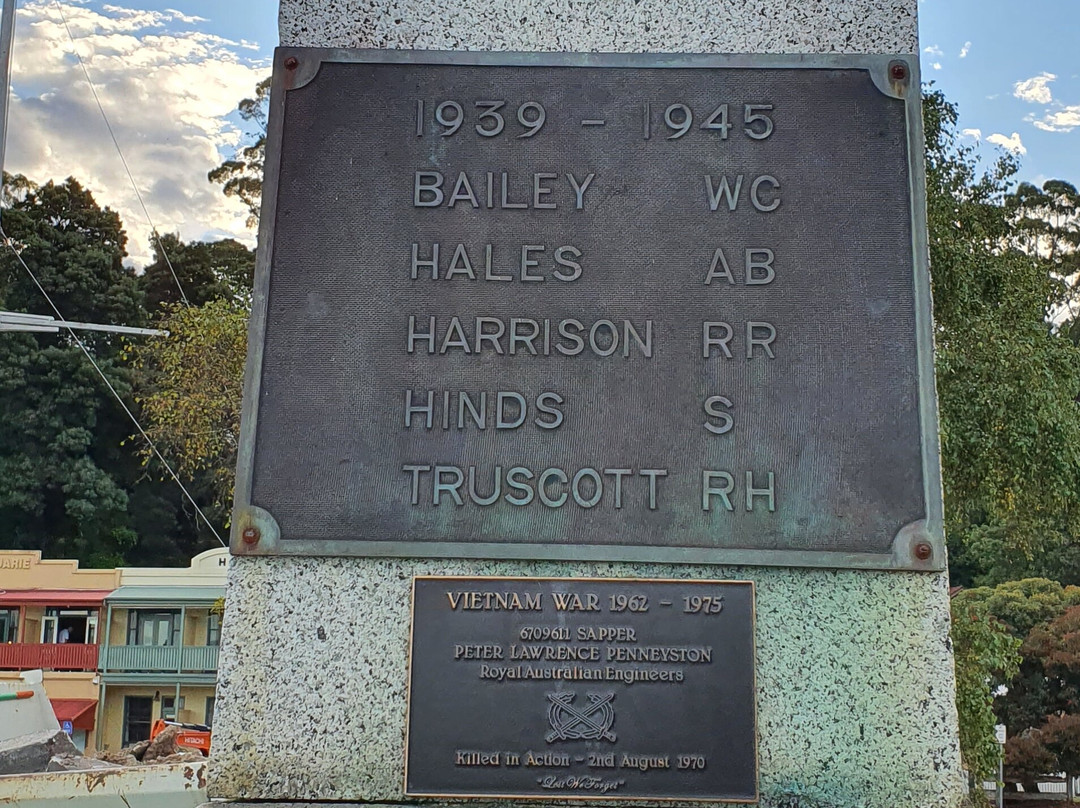 1939 - 1945
BAILEY WC
HALES AB
HARRISON RR
HINDS S
TRUSCOTT RH
VIETNAM WAR 1962 - 1975
6709611 SAPPER
PETER LAWRENCE PENNEYSTON
Royal Australian Engineers
Killed in Action - 2nd August 1970
"Lest We Forget"
HITACHI